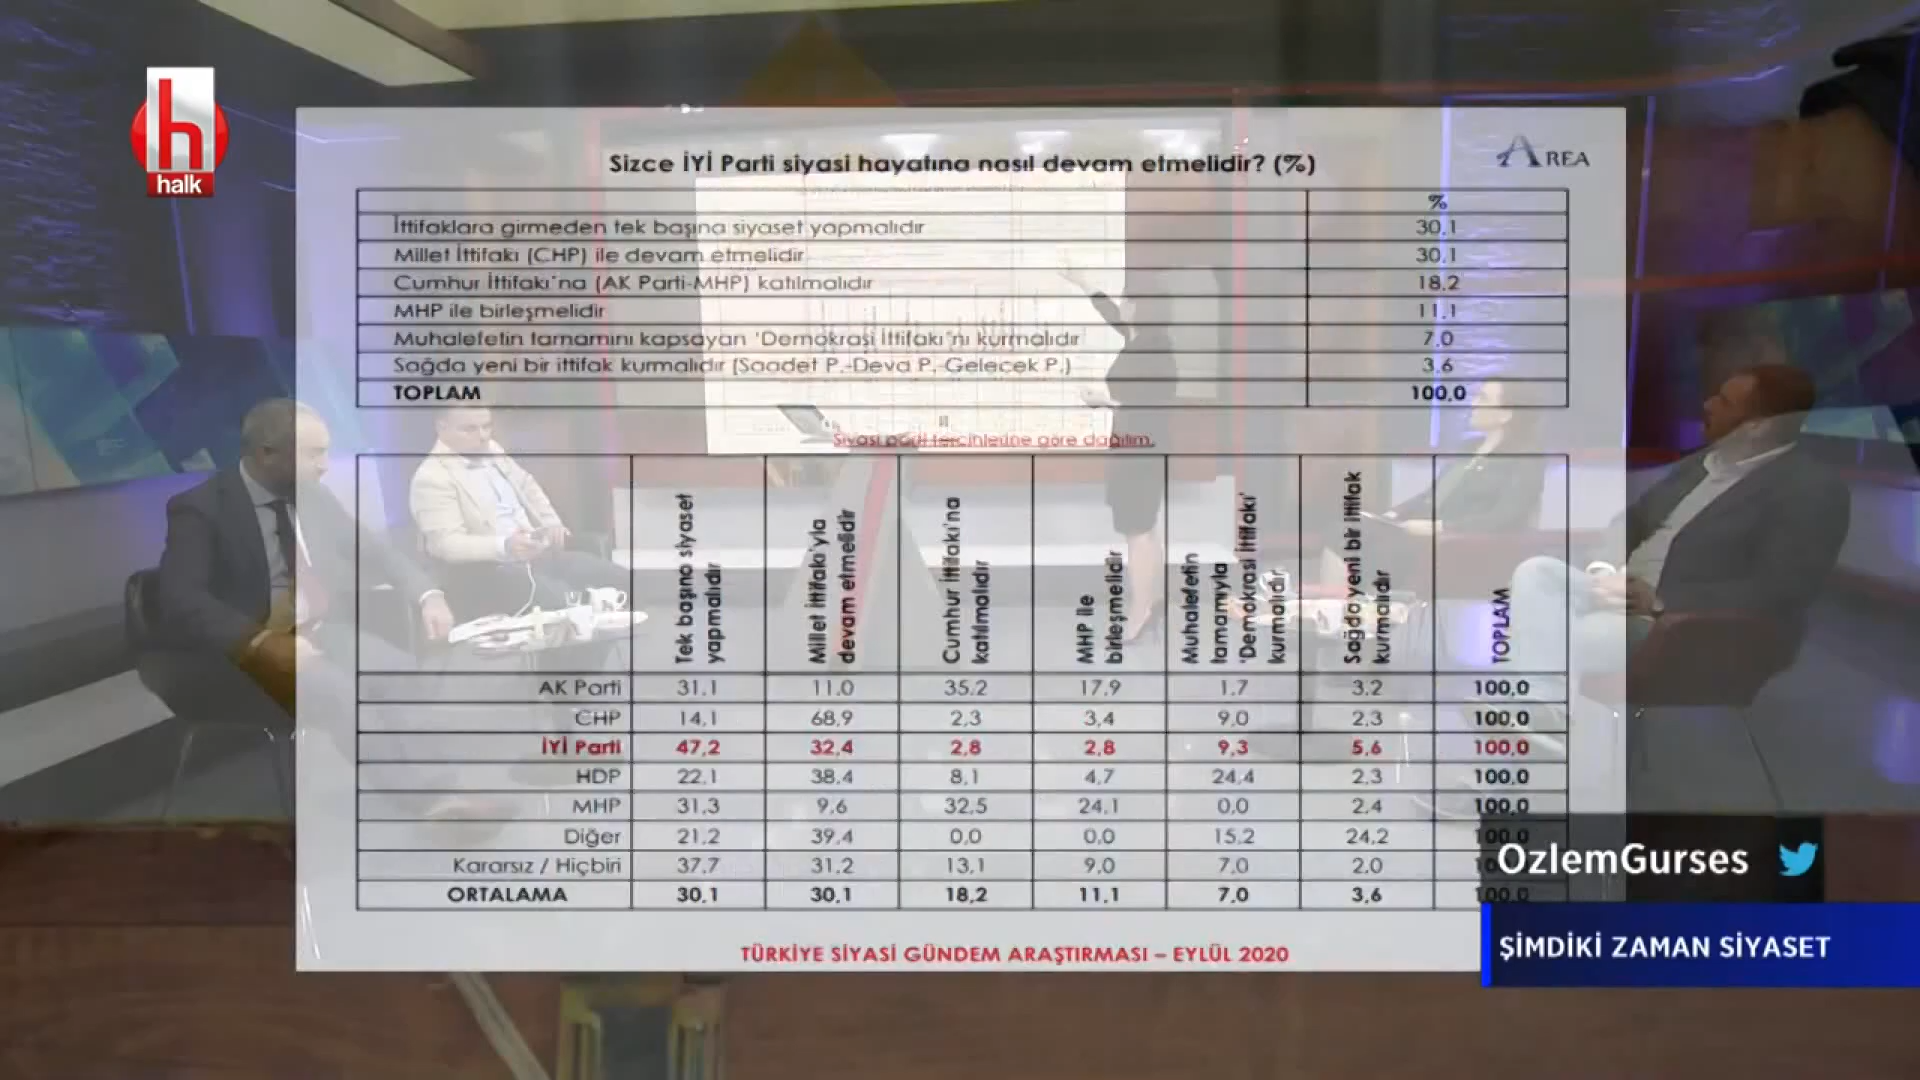 h
halk
AREA
Sizce İYİ Parti siyasi hayatına nasıl devam etmelidir? (%)
%
İttifaklara girmeden tek başına siyaset yapmalıdır 30,1
Millet İttifakı (CHP) ile devam etmelidir 30,1
Cumhur İttifakı'na (AK Parti-MHP) katılmalıdır 18,2
MHP ile birleşmelidir 11,1
Muhalefetin tamamını kapsayan 'Demokrasi İttifakı'nı kurmalıdır 7,0
Sağda yeni bir ittifak kurmalıdır (Saadet P.-Deva P.-Gelecek P.) 3,6
TOPLAM 100,0
Siyasi parti tercihlerine göre dağılım.
Tek başına siyaset yapmalıdır
Millet İttifakı'yla devam etmelidir
Cumhur İttifakı'na katılmalıdır
MHP ile birleşmelidir
Muhalefetin tamamıyla 'Demokrasi İttifakı' kurmalıdır
Sağda yeni bir ittifak kurmalıdır
TOPLAM
AK Parti 31,1 11,0 35,2 17,9 1,7 3,2 100,0
CHP 14,1 68,9 2,3 3,4 9,0 2,3 100,0
İYİ Parti 47,2 32,4 2,8 2,8 9,3 5,6 100,0
HDP 22,1 38,4 8,1 4,7 24,4 2,3 100,0
MHP 31,3 9,6 32,5 24,1 0,0 2,4 100,0
Diğer 21,2 39,4 0,0 0,0 15,2 24,2 100,0
Kararsız / Hiçbiri 37,7 31,2 13,1 9,0 7,0 2,0 100,0
ORTALAMA 30,1 30,1 18,2 11,1 7,0 3,6 100,0
TÜRKİYE SİYASİ GÜNDEM ARAŞTIRMASI – EYLÜL 2020
OzlemGurses
ŞİMDİKİ ZAMAN SİYASET